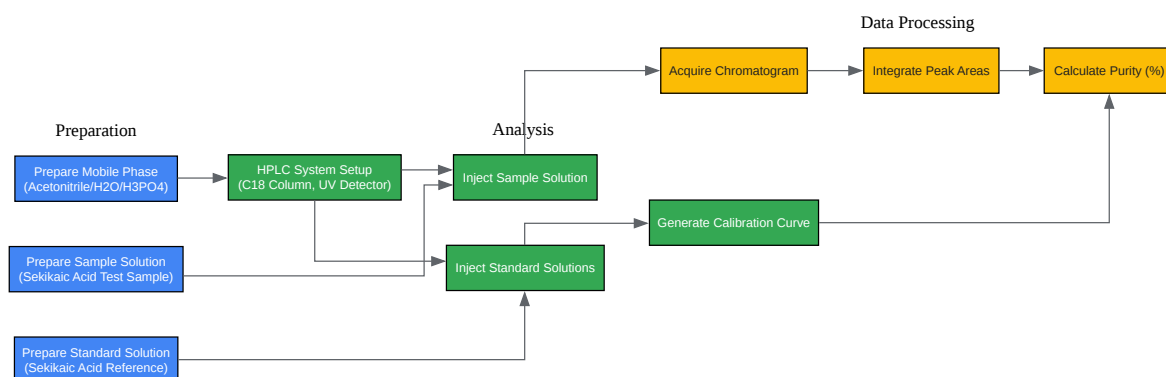 Data Processing
Acquire Chromatogram
Integrate Peak Areas
Calculate Purity (%)
Preparation
Analysis
Prepare Mobile Phase
(Acetonitrile/H2O/H3PO4)
HPLC System Setup
(C18 Column, UV Detector)
Inject Sample Solution
Generate Calibration Curve
Prepare Sample Solution
(Sekikaic Acid Test Sample)
Inject Standard Solutions
Prepare Standard Solution
(Sekikaic Acid Reference)